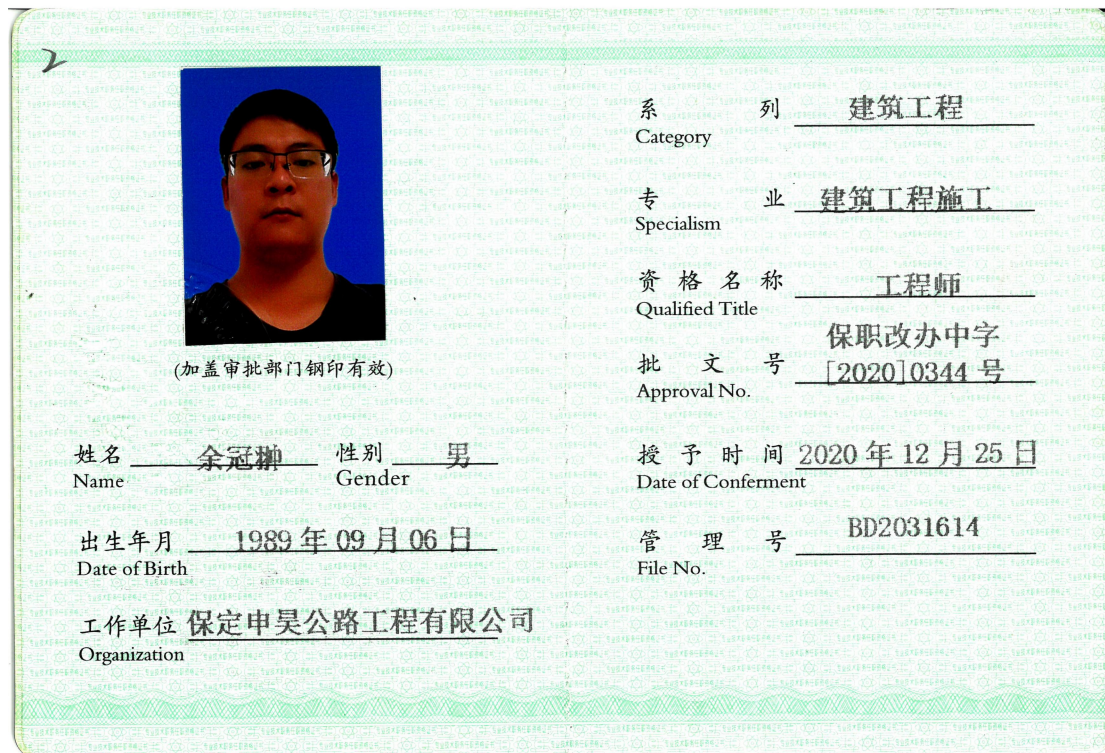 2
(加盖审批部门钢印有效)
姓名 余冠翀 性别 男
Name Gender
出生年月 1989年09月06日
Date of Birth
工作单位 保定申昊公路工程有限公司
Organization
系列 建筑工程
Category
专业 建筑工程施工
Specialism
资格名称 工程师
Qualified Title
保职改办中字
批文号 [2020]0344号
Approval No.
授予时间 2020年12月25日
Date of Conferment
管理号 BD2031614
File No.